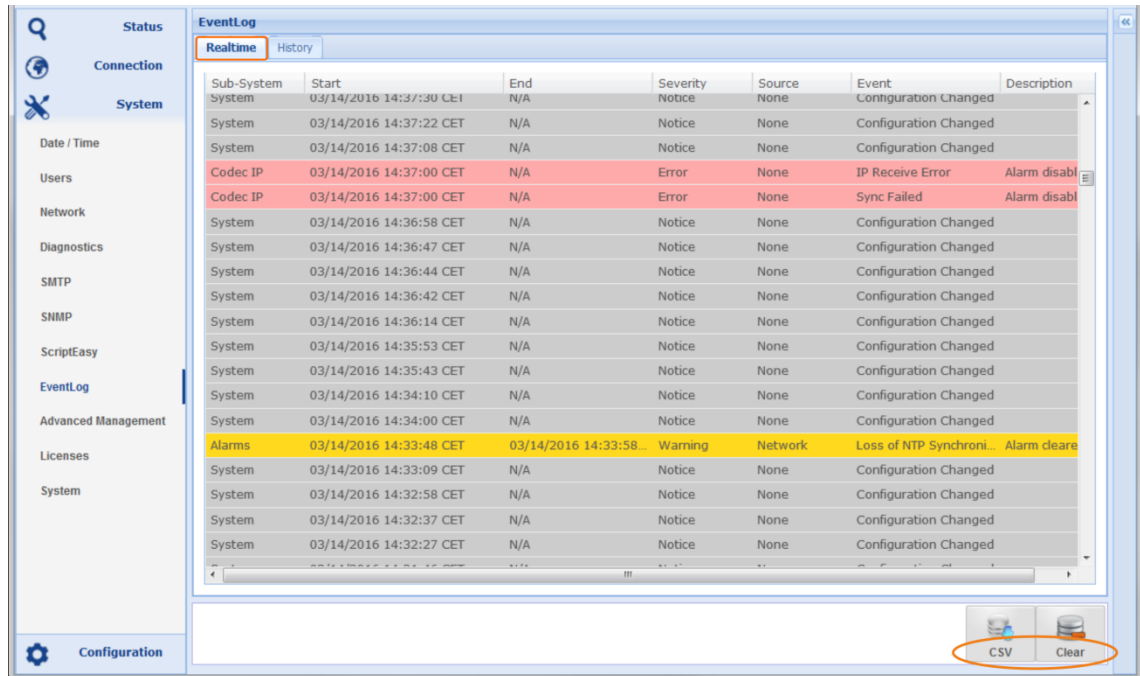 Status
Connection
System
Date / Time
Users
Network
Diagnostics
SMTP
SNMP
ScriptEasy
EventLog
Advanced Management
Licenses
System
Configuration
EventLog
Realtime History
Sub-System Start End Severity Source Event Description
System 03/14/2016 14:37:30 CET N/A Notice None Configuration Changed
System 03/14/2016 14:37:22 CET N/A Notice None Configuration Changed
System 03/14/2016 14:37:08 CET N/A Notice None Configuration Changed
Codec IP 03/14/2016 14:37:00 CET N/A Error None IP Receive Error Alarm disabl
Codec IP 03/14/2016 14:37:00 CET N/A Error None Sync Failed Alarm disabl
System 03/14/2016 14:36:58 CET N/A Notice None Configuration Changed
System 03/14/2016 14:36:47 CET N/A Notice None Configuration Changed
System 03/14/2016 14:36:44 CET N/A Notice None Configuration Changed
System 03/14/2016 14:36:42 CET N/A Notice None Configuration Changed
System 03/14/2016 14:36:14 CET N/A Notice None Configuration Changed
System 03/14/2016 14:35:53 CET N/A Notice None Configuration Changed
System 03/14/2016 14:35:43 CET N/A Notice None Configuration Changed
System 03/14/2016 14:34:10 CET N/A Notice None Configuration Changed
System 03/14/2016 14:34:00 CET N/A Notice None Configuration Changed
Alarms 03/14/2016 14:33:48 CET 03/14/2016 14:33:58... Warning Network Loss of NTP Synchroni... Alarm cleare
System 03/14/2016 14:33:09 CET N/A Notice None Configuration Changed
System 03/14/2016 14:32:58 CET N/A Notice None Configuration Changed
System 03/14/2016 14:32:37 CET N/A Notice None Configuration Changed
System 03/14/2016 14:32:27 CET N/A Notice None Configuration Changed
CSV Clear